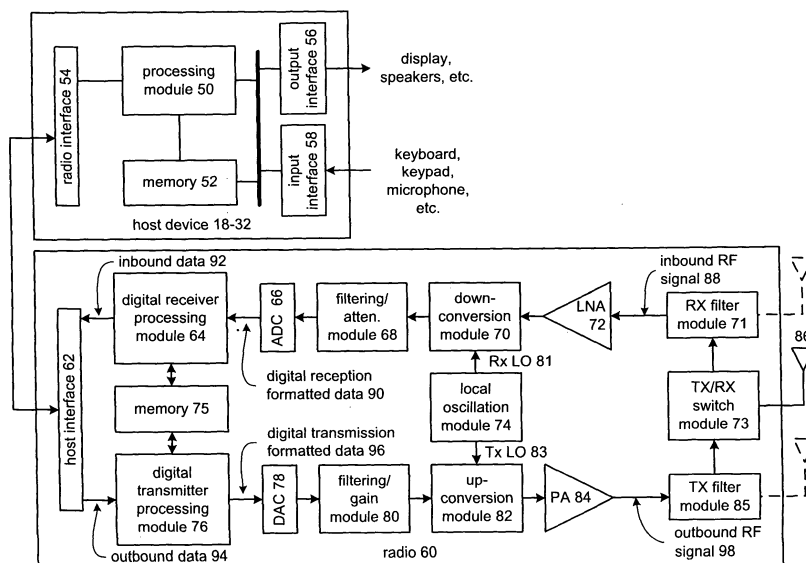 radio interface 54
processing
module 50
memory 52
output
interface 56
input
interface 58
display,
speakers, etc.
keyboard,
keypad,
microphone,
etc.
host device 18-32
inbound data 92
host interface 62
digital receiver
processing
module 64
ADC 66
filtering/
atten.
module 68
down-
conversion
module 70
LNA
72
inbound RF
signal 88
RX filter
module 71
86
digital reception
formatted data 90
Rx LO 81
local
oscillation
module 74
TX/RX
switch
module 73
memory 75
digital transmission
formatted data 96
Tx LO 83
digital
transmitter
processing
module 76
DAC 78
filtering/
gain
module 80
up-
conversion
module 82
PA 84
TX filter
module 85
outbound data 94
radio 60
outbound RF
signal 98